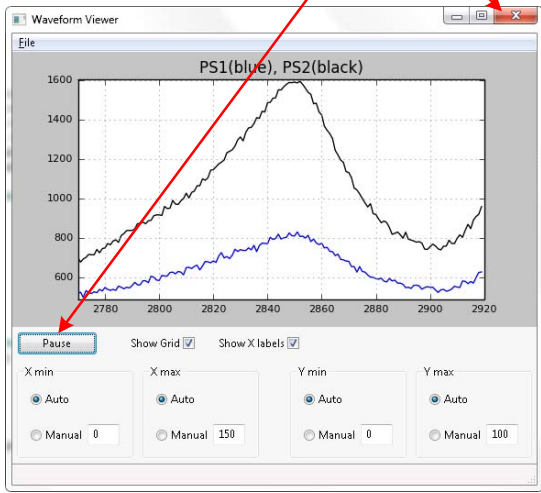 Waveform Viewer
File
PS1(blue), PS2(black)
1600
1400
1200
1000
800
600
2780 2800 2820 2840 2860 2880 2900 2920
Pause Show Grid Show X labels
X min X max Y min Y max
Auto Auto Auto Auto
Manual 0 Manual 150 Manual 0 Manual 100